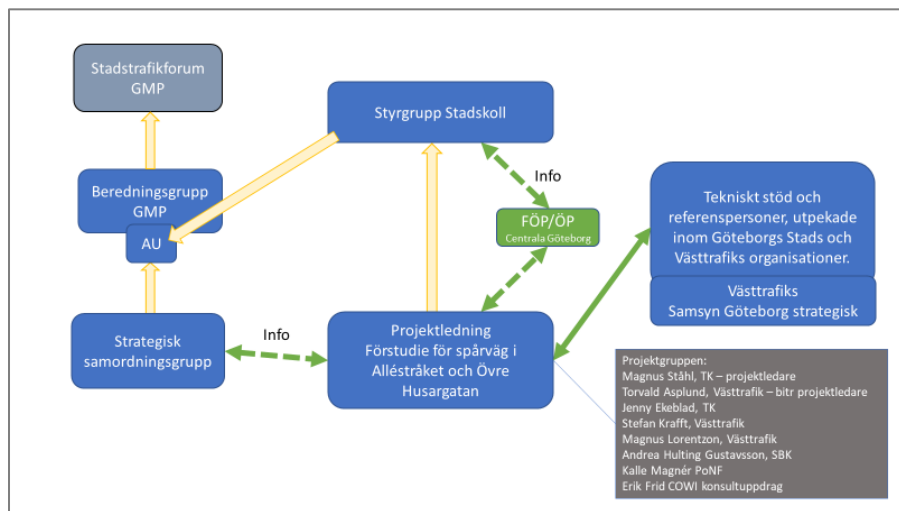 Stadstrafikforum
GMP
Styrgrupp Stadskoll
Beredningsgrupp
GMP
AU
Info
FÖP/ÖP
Centrala Göteborg
Tekniskt stöd och
referenspersoner, utpekade
inom Göteborgs Stads och
Västtrafiks organisationer.
Västtrafiks
Samsyn Göteborg strategisk
Strategisk
samordningsgrupp
Info
Projektledning
Förstudie för spårväg i
Alléstråket och Övre
Husargatan
Projektgruppen:
Magnus Ståhl, TK – projektledare
Torvald Asplund, Västtrafik – bitr projektledare
Jenny Ekeblad, TK
Stefan Krafft, Västtrafik
Magnus Lorentzon, Västtrafik
Andrea Hulting Gustavsson, SBK
Kalle Magnér PoNF
Erik Frid COWI konsultuppdrag